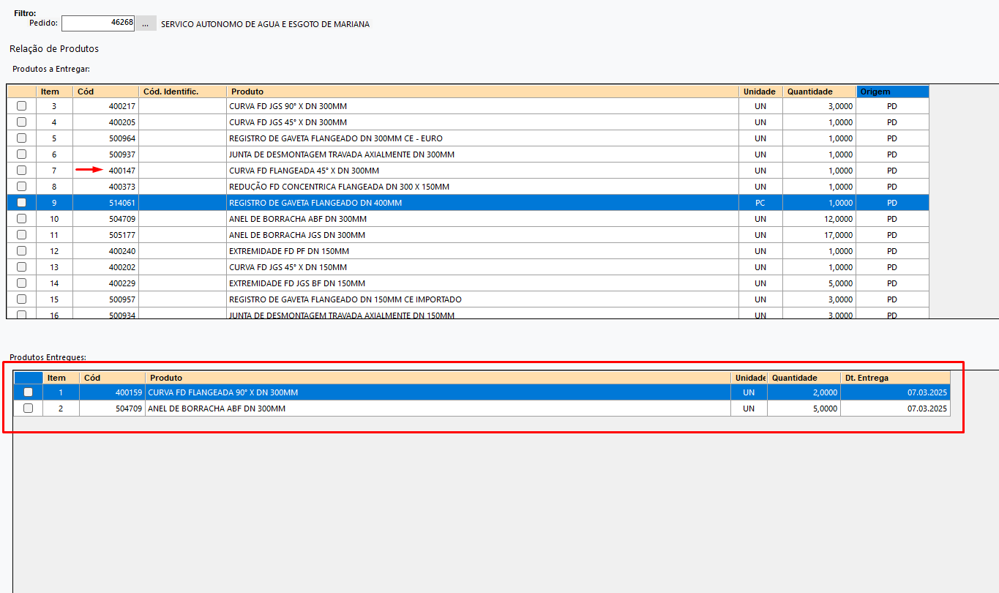 Filtro:
Pedido: 46268 ... SERVICO AUTONOMO DE AGUA E ESGOTO DE MARIANA
Relação de Produtos
Produtos a Entregar:
Item Cód Cód. Identific. Produto Unidade Quantidade Origem
3 400217 CURVA FD JGS 90° X DN 300MM UN 3,0000 PD
4 400205 CURVA FD JGS 45° X DN 300MM UN 1,0000 PD
5 500964 REGISTRO DE GAVETA FLANGEADO DN 300MM CE - EURO UN 1,0000 PD
6 500937 JUNTA DE DESMONTAGEM TRAVADA AXIALMENTE DN 300MM UN 1,0000 PD
7 400147 CURVA FD FLANGEADA 45° X DN 300MM UN 1,0000 PD
8 400373 REDUÇÃO FD CONCENTRICA FLANGEADA DN 300 X 150MM UN 1,0000 PD
9 514061 REGISTRO DE GAVETA FLANGEADO DN 400MM PC 1,0000 PD
10 504709 ANEL DE BORRACHA ABF DN 300MM UN 12,0000 PD
11 505177 ANEL DE BORRACHA JGS DN 300MM UN 17,0000 PD
12 400240 EXTREMIDADE FD PF DN 150MM UN 1,0000 PD
13 400202 CURVA FD JGS 45° X DN 150MM UN 1,0000 PD
14 400229 EXTREMIDADE FD JGS BF DN 150MM UN 5,0000 PD
15 500957 REGISTRO DE GAVETA FLANGEADO DN 150MM CE IMPORTADO UN 3,0000 PD
16 500934 JUNTA DE DESMONTAGEM TRAVADA AXIALMENTE DN 150MM UN 3,0000 PD
Produtos Entregues:
Item Cód Produto Unidade Quantidade Dt. Entrega
1 400159 CURVA FD FLANGEADA 90° X DN 300MM UN 2,0000 07.03.2025
2 504709 ANEL DE BORRACHA ABF DN 300MM UN 5,0000 07.03.2025